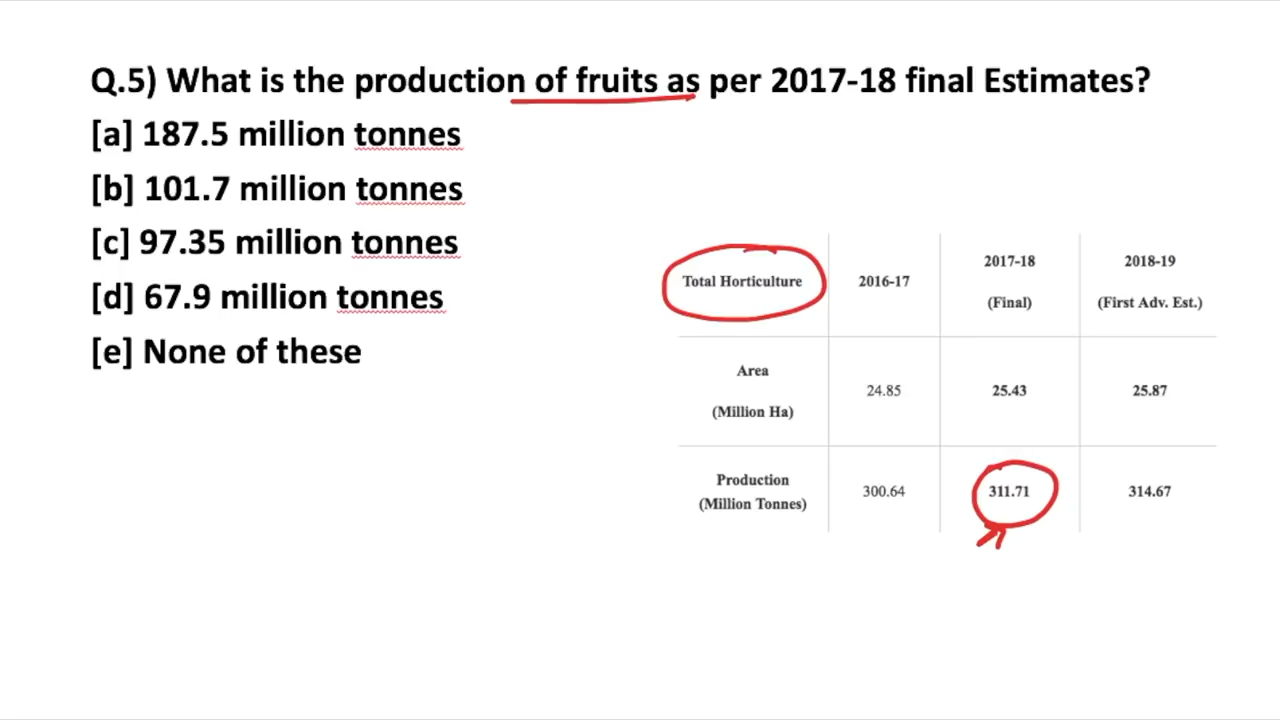 Q.5) What is the production of fruits as per 2017-18 final Estimates?
[a] 187.5 million tonnes
[b] 101.7 million tonnes
[c] 97.35 million tonnes
[d] 67.9 million tonnes
[e] None of these
Total Horticulture 2016-17 2017-18 (Final) 2018-19 (First Adv. Est.)
Area (Million Ha) 24.85 25.43 25.87
Production (Million Tonnes) 300.64 311.71 314.67